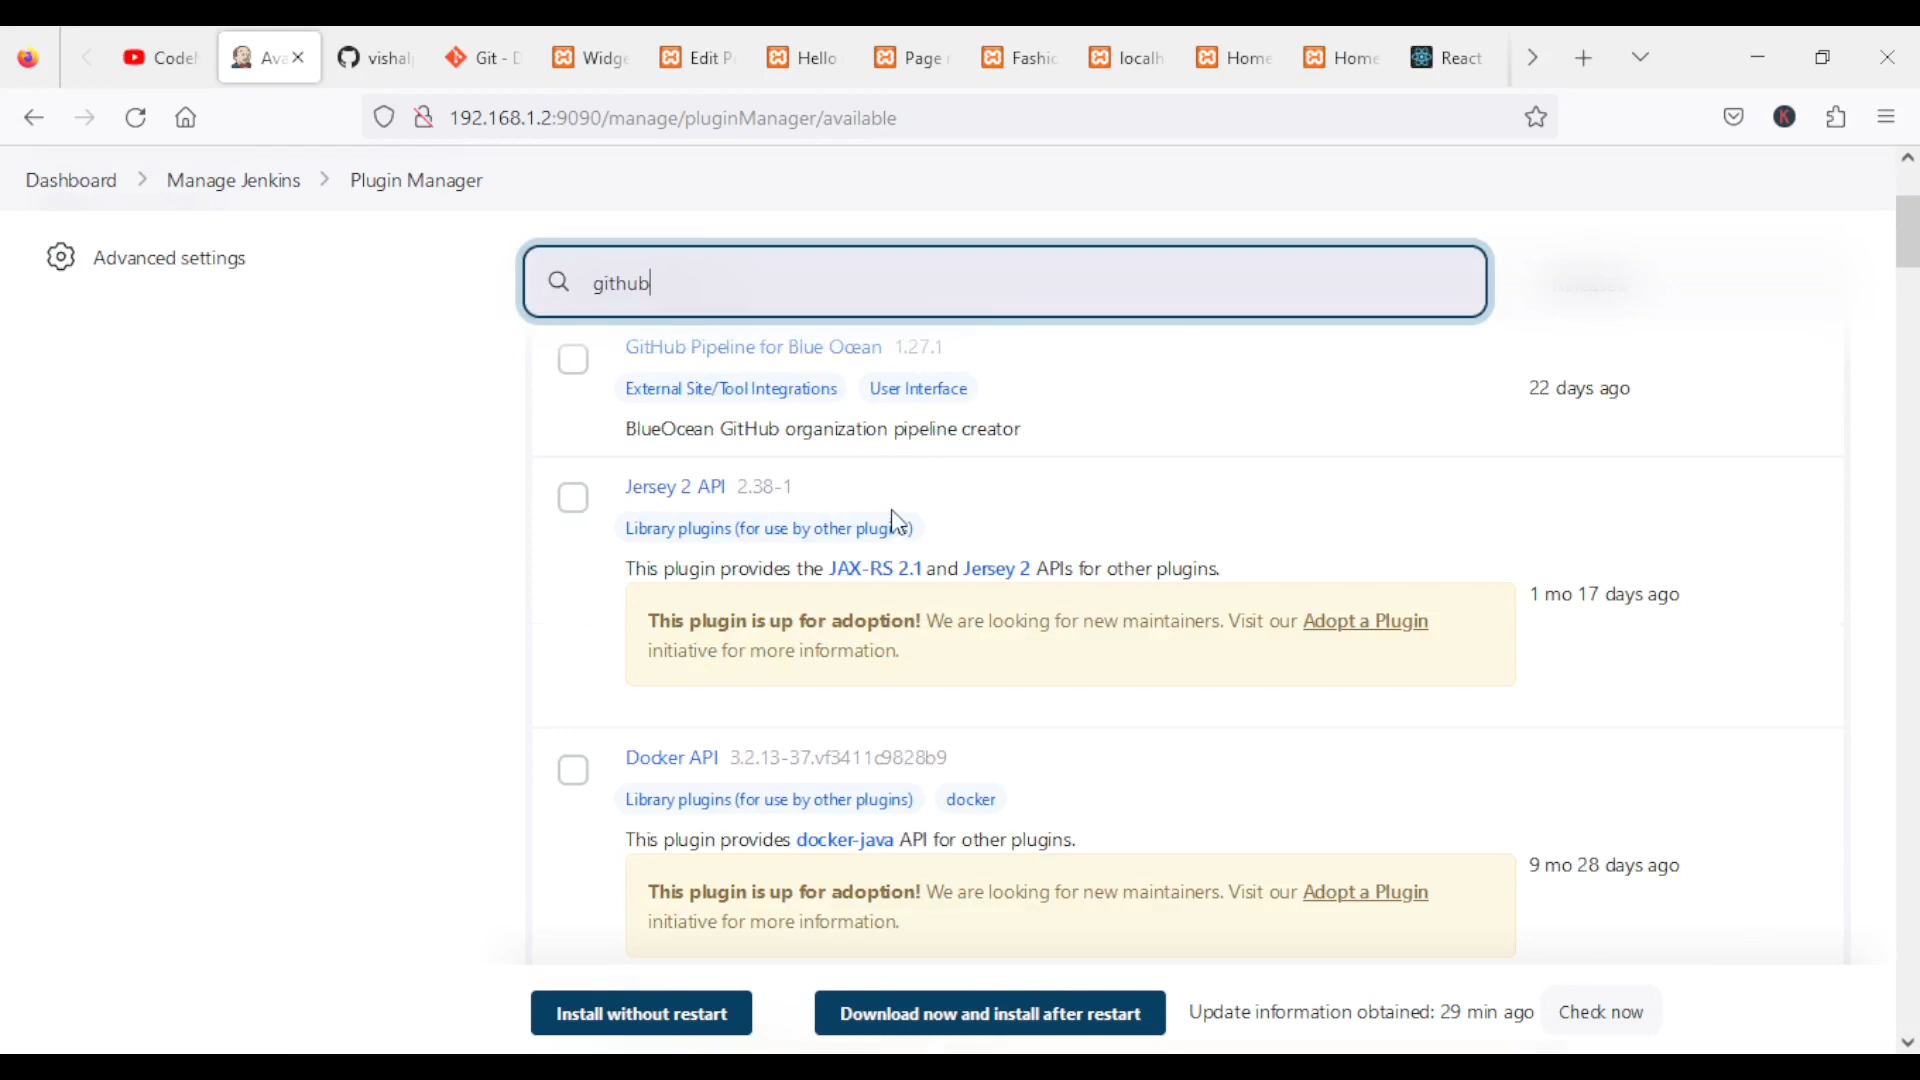 Code
Ava
vishal
Git - D
Widge
Edit P
Hello
Page
Fashio
localh
Home
Home
React
192.168.1.2:9090/manage/pluginManager/available
K
Dashboard > Manage Jenkins > Plugin Manager
Advanced settings
github
GitHub Pipeline for Blue Ocean 1.27.1
External Site/Tool Integrations User Interface
22 days ago
BlueOcean GitHub organization pipeline creator
Jersey 2 API 2.38-1
Library plugins (for use by other plugins)
This plugin provides the JAX-RS 2.1 and Jersey 2 APIs for other plugins.
1 mo 17 days ago
This plugin is up for adoption! We are looking for new maintainers. Visit our Adopt a Plugin
initiative for more information.
Docker API 3.2.13-37.vf3411c9828b9
Library plugins (for use by other plugins) docker
This plugin provides docker-java API for other plugins.
9 mo 28 days ago
This plugin is up for adoption! We are looking for new maintainers. Visit our Adopt a Plugin
initiative for more information.
Install without restart
Download now and install after restart
Update information obtained: 29 min ago
Check now